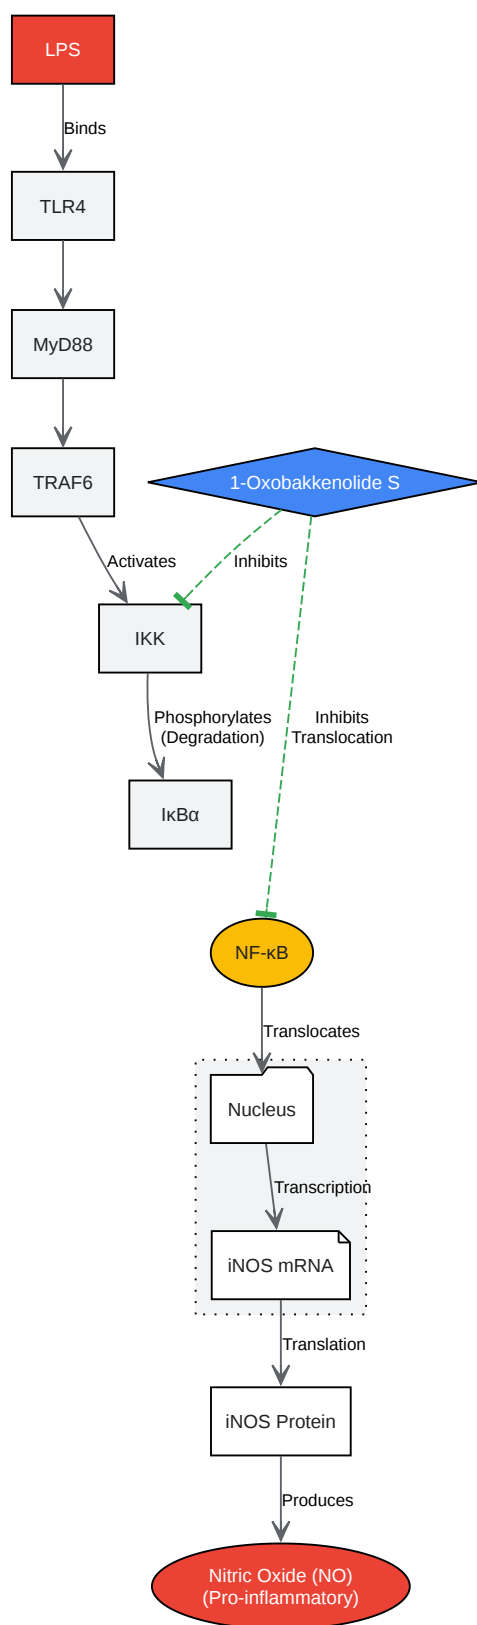 LPS
Binds
TLR4
MyD88
TRAF6
1-Oxobakkenolide S
Activates
Inhibits
IKK
Phosphorylates
(Degradation)
Inhibits
Translocation
IκBα
NF-κB
Translocates
Nucleus
Transcription
iNOS mRNA
Translation
iNOS Protein
Produces
Nitric Oxide (NO)
(Pro-inflammatory)